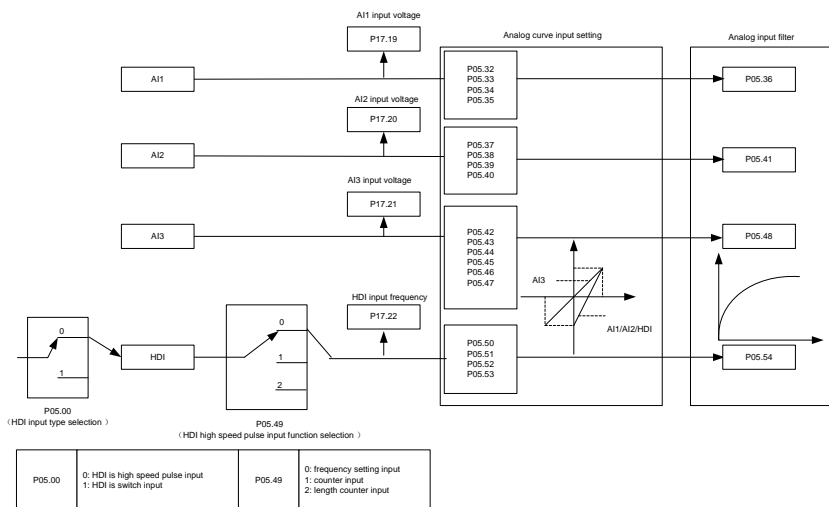 AI1 input voltage
Analog curve input setting
Analog input filter
P17.19
AI1
P05.32
P05.33
P05.34
P05.35
P05.36
AI2 input voltage
P17.20
AI2
P05.37
P05.38
P05.39
P05.40
P05.41
AI3 input voltage
P17.21
AI3
P05.42
P05.43
P05.44
P05.45
P05.46
P05.47
P05.48
AI3
AI1/AI2/HDI
HDI input frequency
P17.22
0
1
HDI
0
1
2
P05.50
P05.51
P05.52
P05.53
P05.54
P05.00
（HDI input type selection）
P05.49
（HDI high speed pulse input function selection）
P05.00
0: HDI is high speed pulse input
1: HDI is switch input
P05.49
0: frequency setting input
1: counter input
2: length counter input